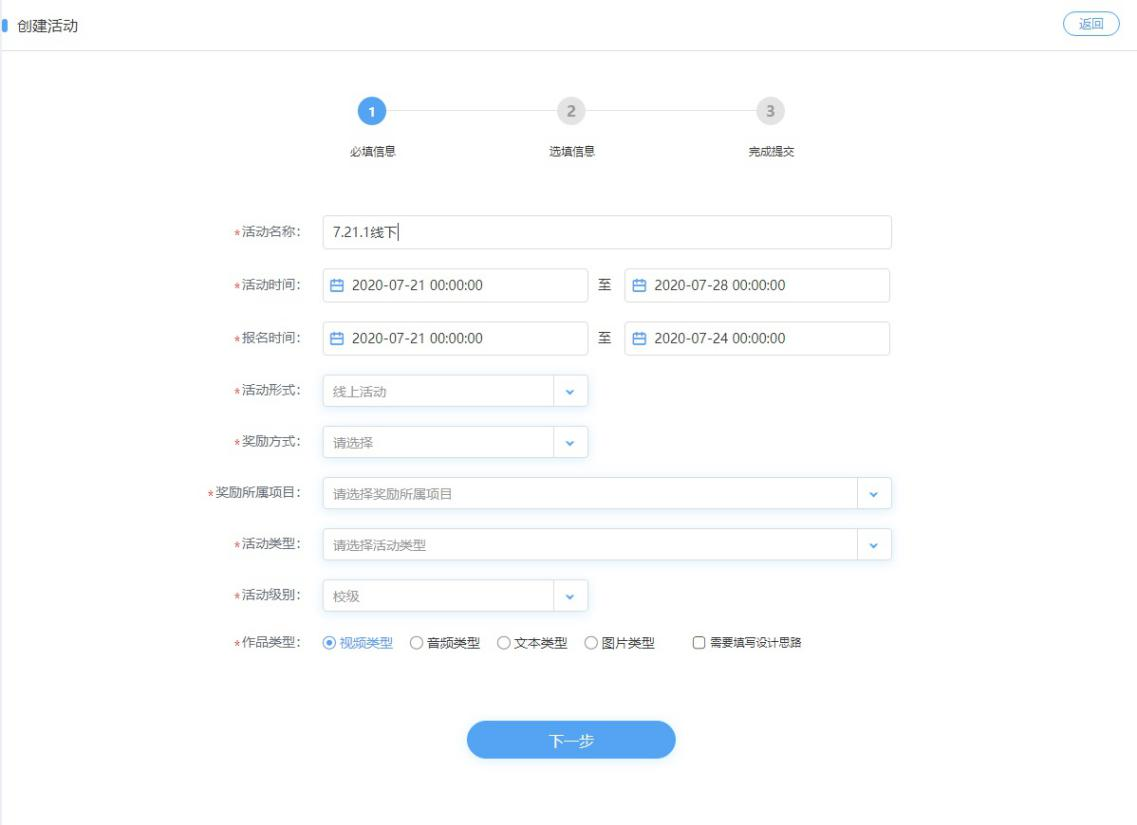 创建活动 返回
1 2 3
必填信息 选填信息 完成提交
*活动名称： 7.21.1线下
*活动时间： 2020-07-21 00:00:00 至 2020-07-28 00:00:00
*报名时间： 2020-07-21 00:00:00 至 2020-07-24 00:00:00
*活动形式： 线上活动
*奖励方式： 请选择
*奖励所属项目： 请选择奖励所属项目
*活动类型： 请选择活动类型
*活动级别： 校级
*作品类型： 视频类型 音频类型 文本类型 图片类型 需要填写设计思路
下一步